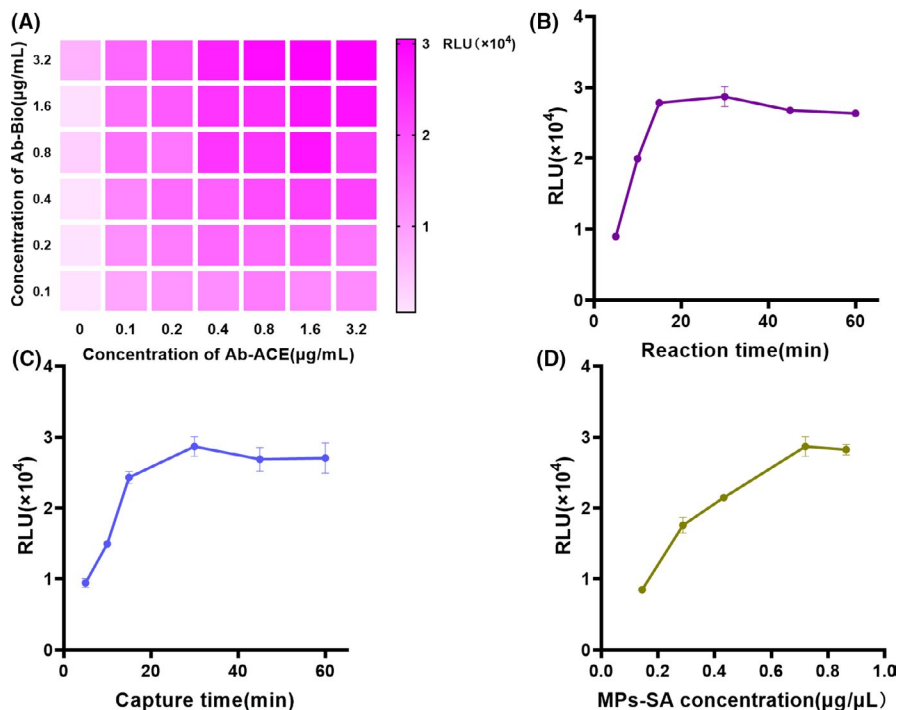 (A)
Concentration of Ab-Bio(μg/mL)
3.2
1.6
0.8
0.4
0.2
0.1
0 0.1 0.2 0.4 0.8 1.6 3.2
Concentration of Ab-ACE(μg/mL)
3 RLU(×10⁴)
2
1
(B)
RLU(×10⁴)
4
3
2
1
0
0 20 40 60
Reaction time(min)
(C)
RLU(×10⁴)
4
3
2
1
0
0 20 40 60
Capture time(min)
(D)
RLU(×10⁴)
4
3
2
1
0
0.0 0.2 0.4 0.6 0.8 1.0
MPs-SA concentration(μg/μL)